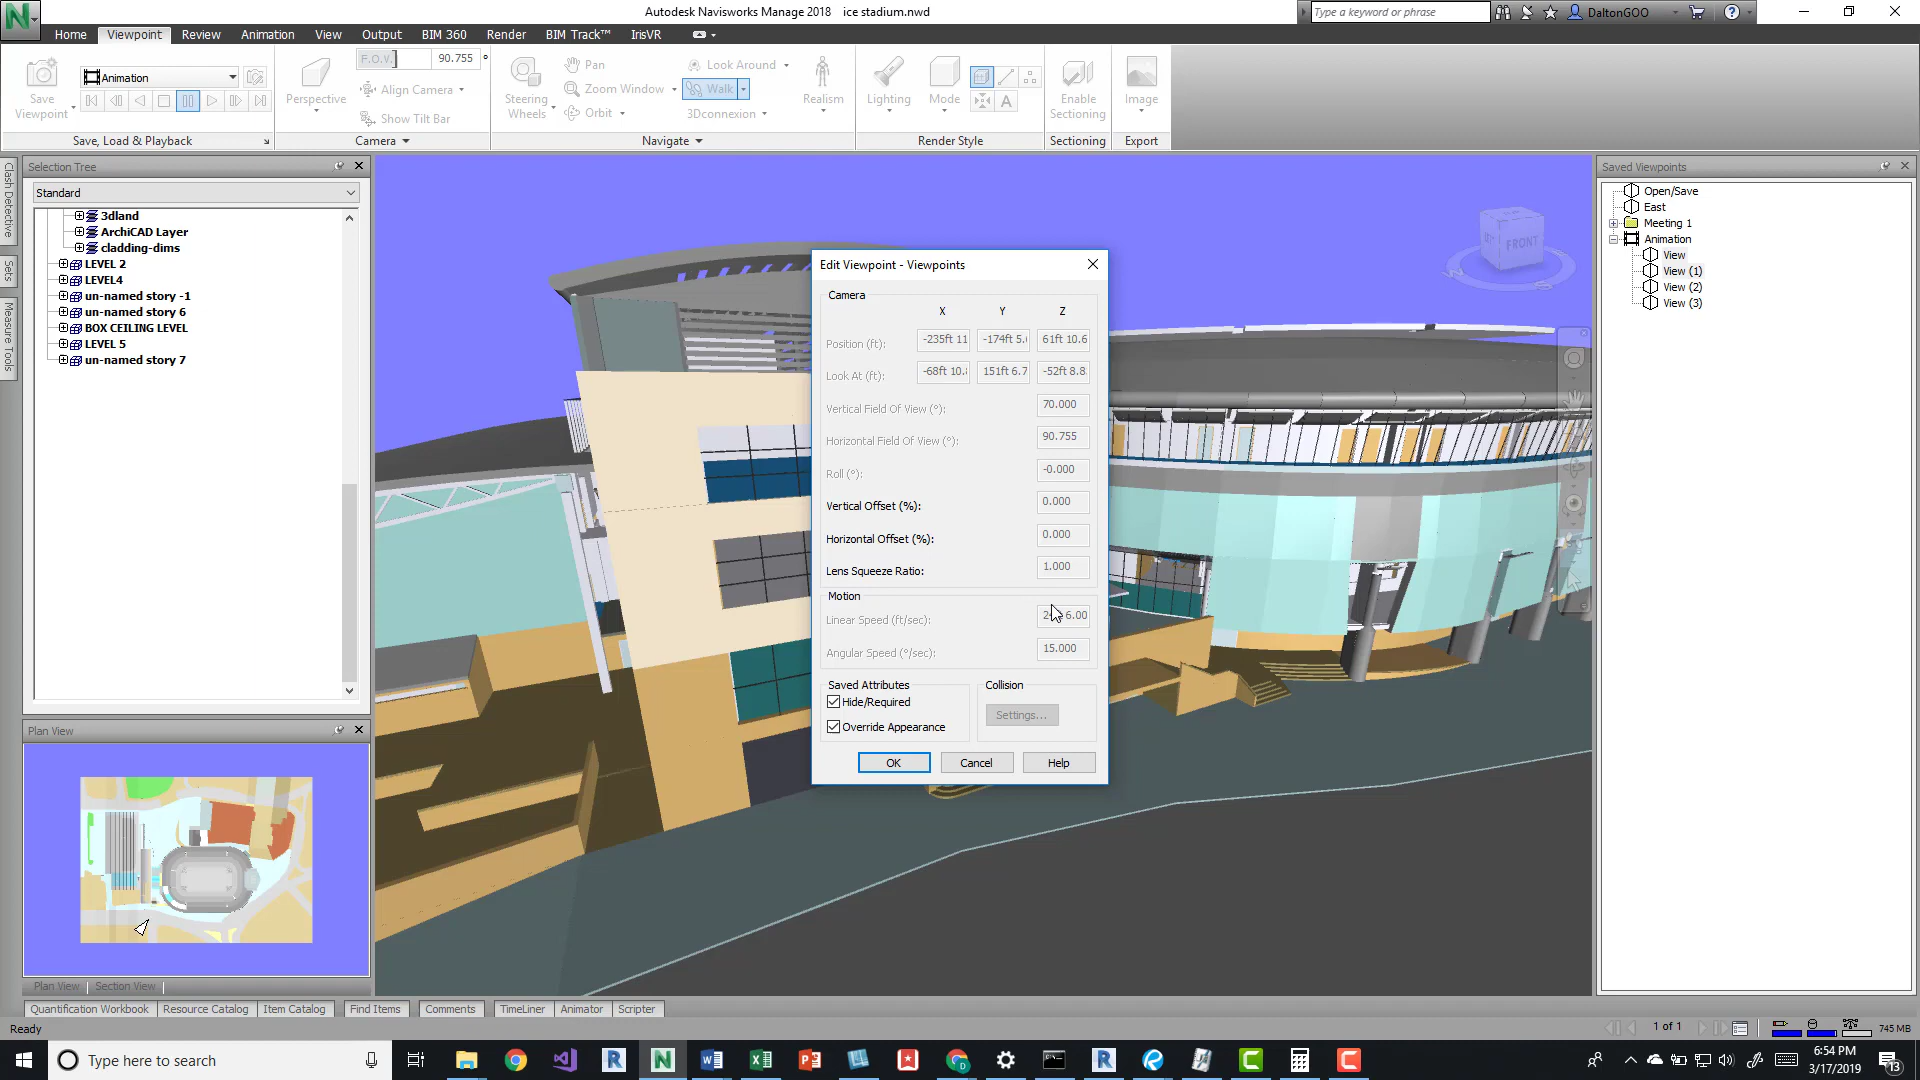 Autodesk Navisworks Manage 2018 ice stadium.nwd
Type a keyword or phrase
DaltonGOO
Home Viewpoint Review Animation View Output BIM 360 Render BIM Track™ IrisVR
Save Viewpoint
Animation
Save, Load & Playback
Perspective
F.O.V. 90.755 °
Align Camera
Show Tilt Bar
Camera
Steering Wheels
Pan
Zoom Window
Orbit
Look Around
Walk
3Dconnexion
Navigate
Realism
Lighting
Mode
A
Render Style
Enable Sectioning
Sectioning
Image
Export
Clash Detective
Sets
Measure Tools
Selection Tree
Standard
3dland
ArchiCAD Layer
cladding-dims
LEVEL 2
LEVEL4
un-named story -1
un-named story 6
BOX CEILING LEVEL
LEVEL 5
un-named story 7
Plan View
Plan View Section View
FRONT
Edit Viewpoint - Viewpoints
Camera
X Y Z
Position (ft): -235ft 11 -174ft 5.( 61ft 10.6
Look At (ft): -68ft 10.8 151ft 6.7 -52ft 8.8
Vertical Field Of View (°): 70.000
Horizontal Field Of View (°): 90.755
Roll (°): -0.000
Vertical Offset (%): 0.000
Horizontal Offset (%): 0.000
Lens Squeeze Ratio: 1.000
Motion
Linear Speed (ft/sec): 6.00
Angular Speed (°/sec): 15.000
Saved Attributes
Hide/Required
Override Appearance
Collision
Settings...
OK Cancel Help
Saved Viewpoints
Open/Save
East
Meeting 1
Animation
View
View (1)
View (2)
View (3)
Quantification Workbook Resource Catalog Item Catalog Find Items Comments TimeLiner Animator Scripter
Ready
1 of 1
745 MB
Type here to search
6:54 PM
3/17/2019
13